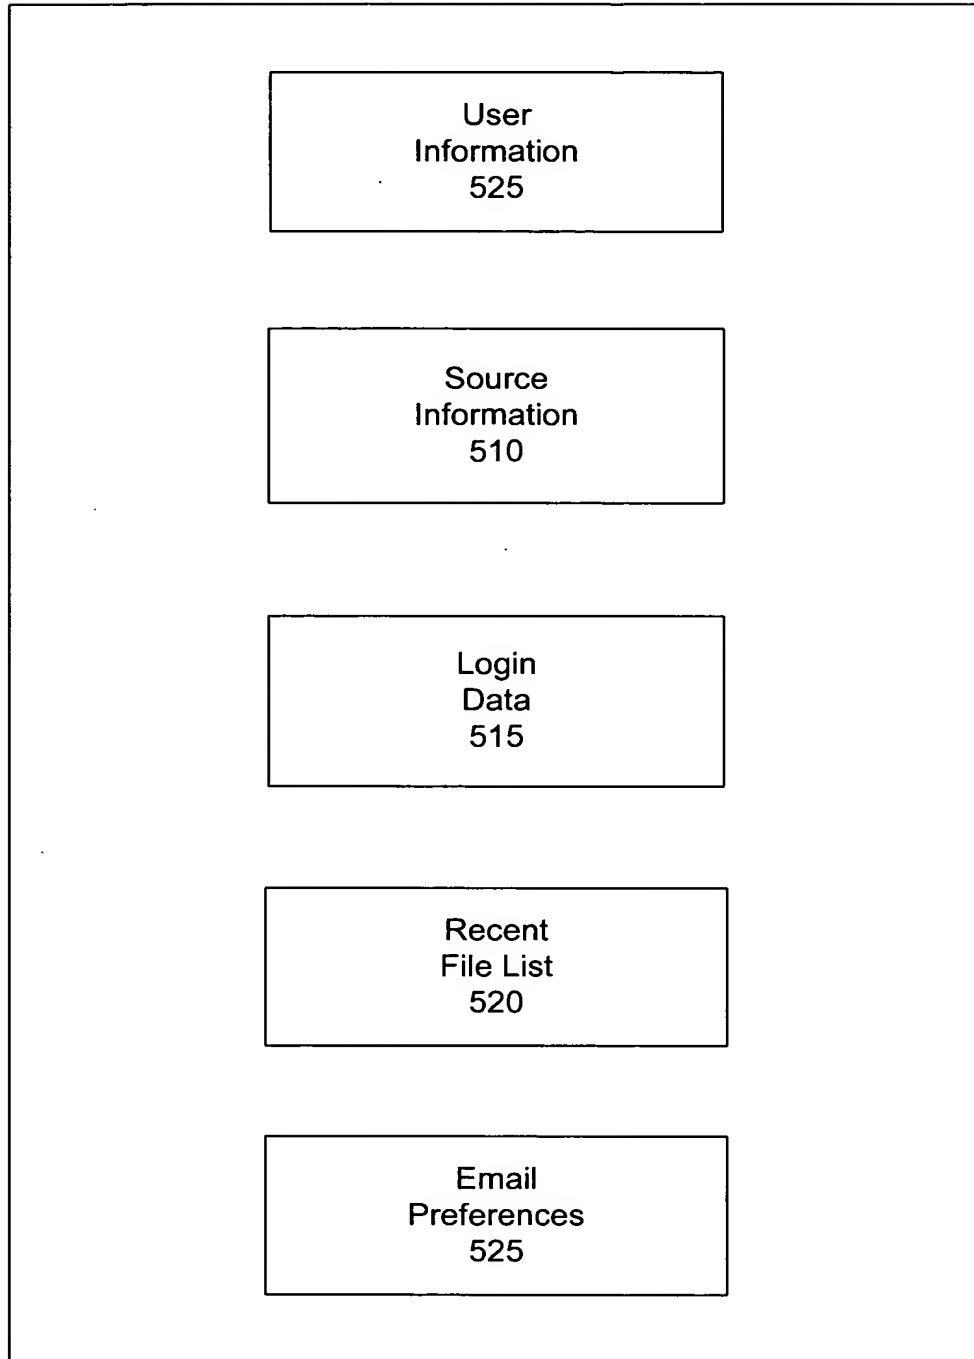 User
Information
525
Source
Information
510
Login
Data
515
Recent
File List
520
Email
Preferences
525